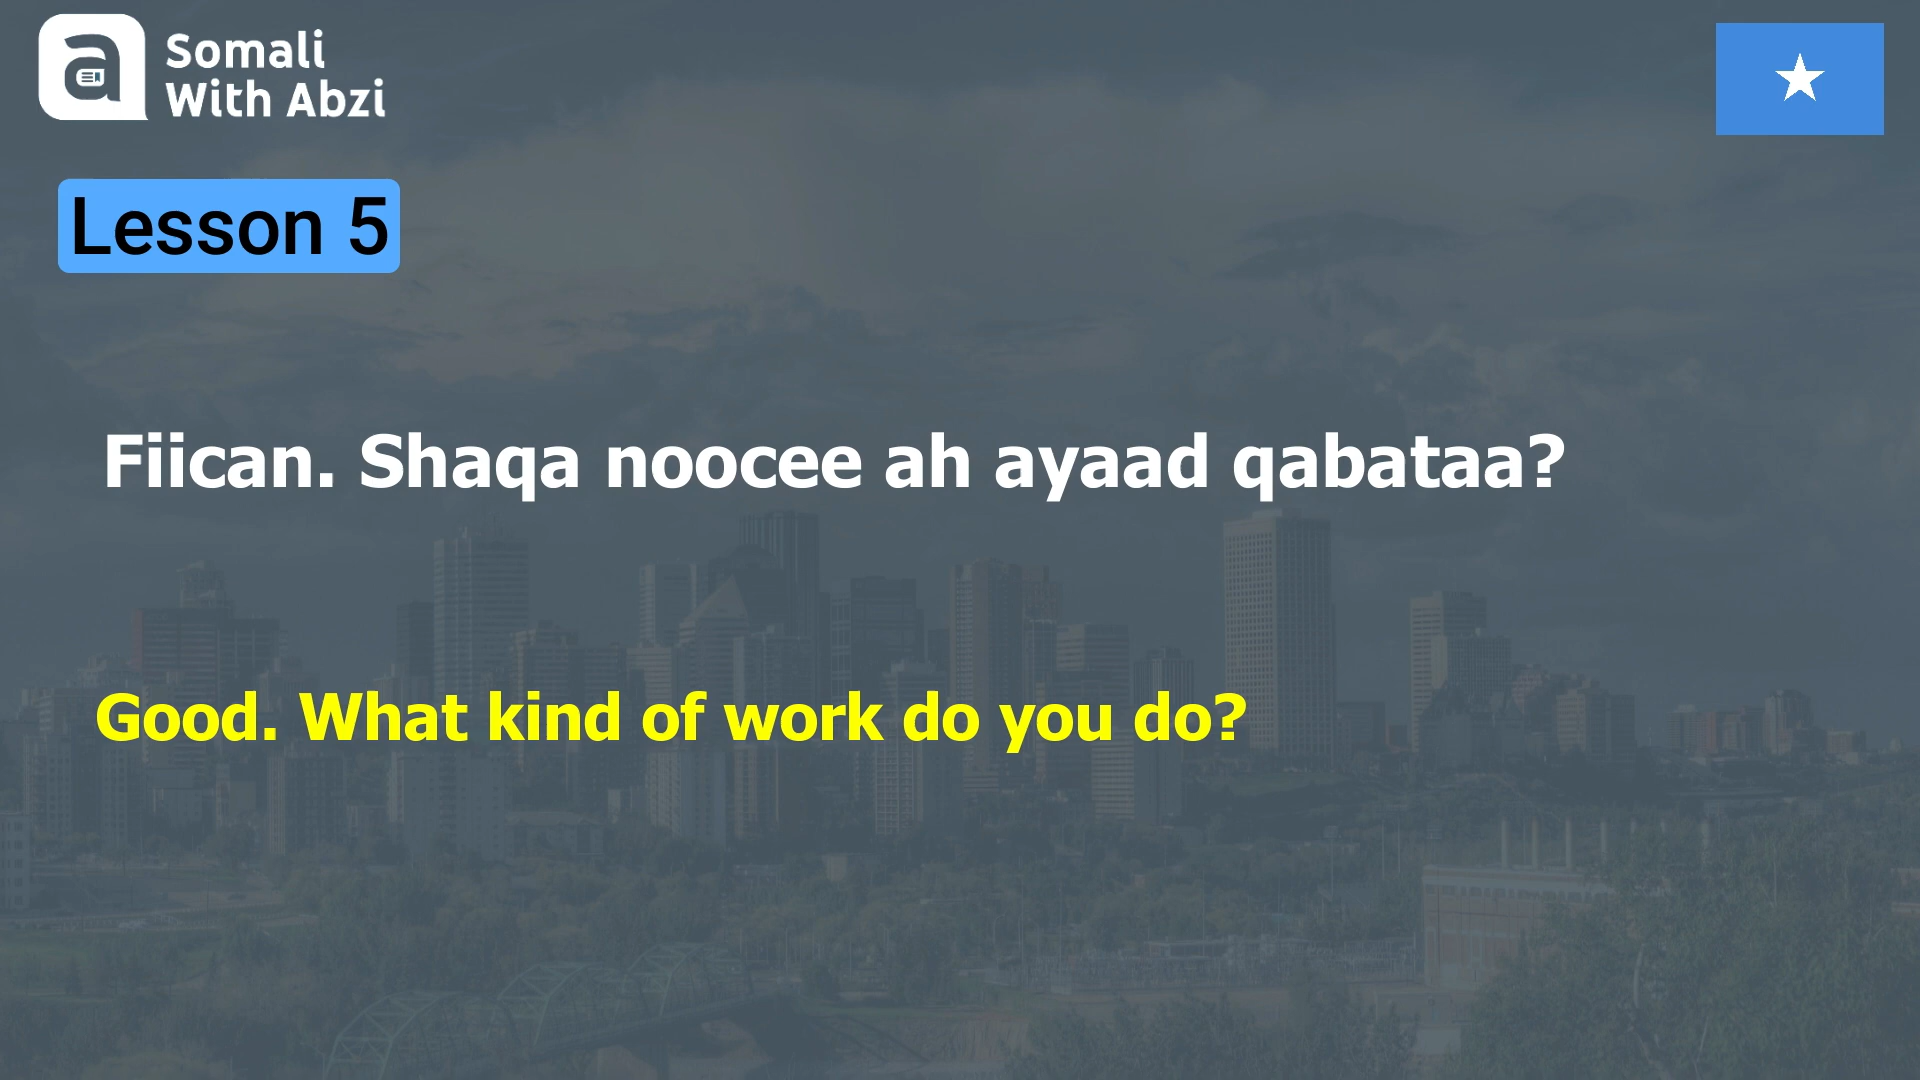 Somali
With Abzi
Lesson 5
Fiican. Shaqa noocee ah ayaad qabataa?
Good. What kind of work do you do?